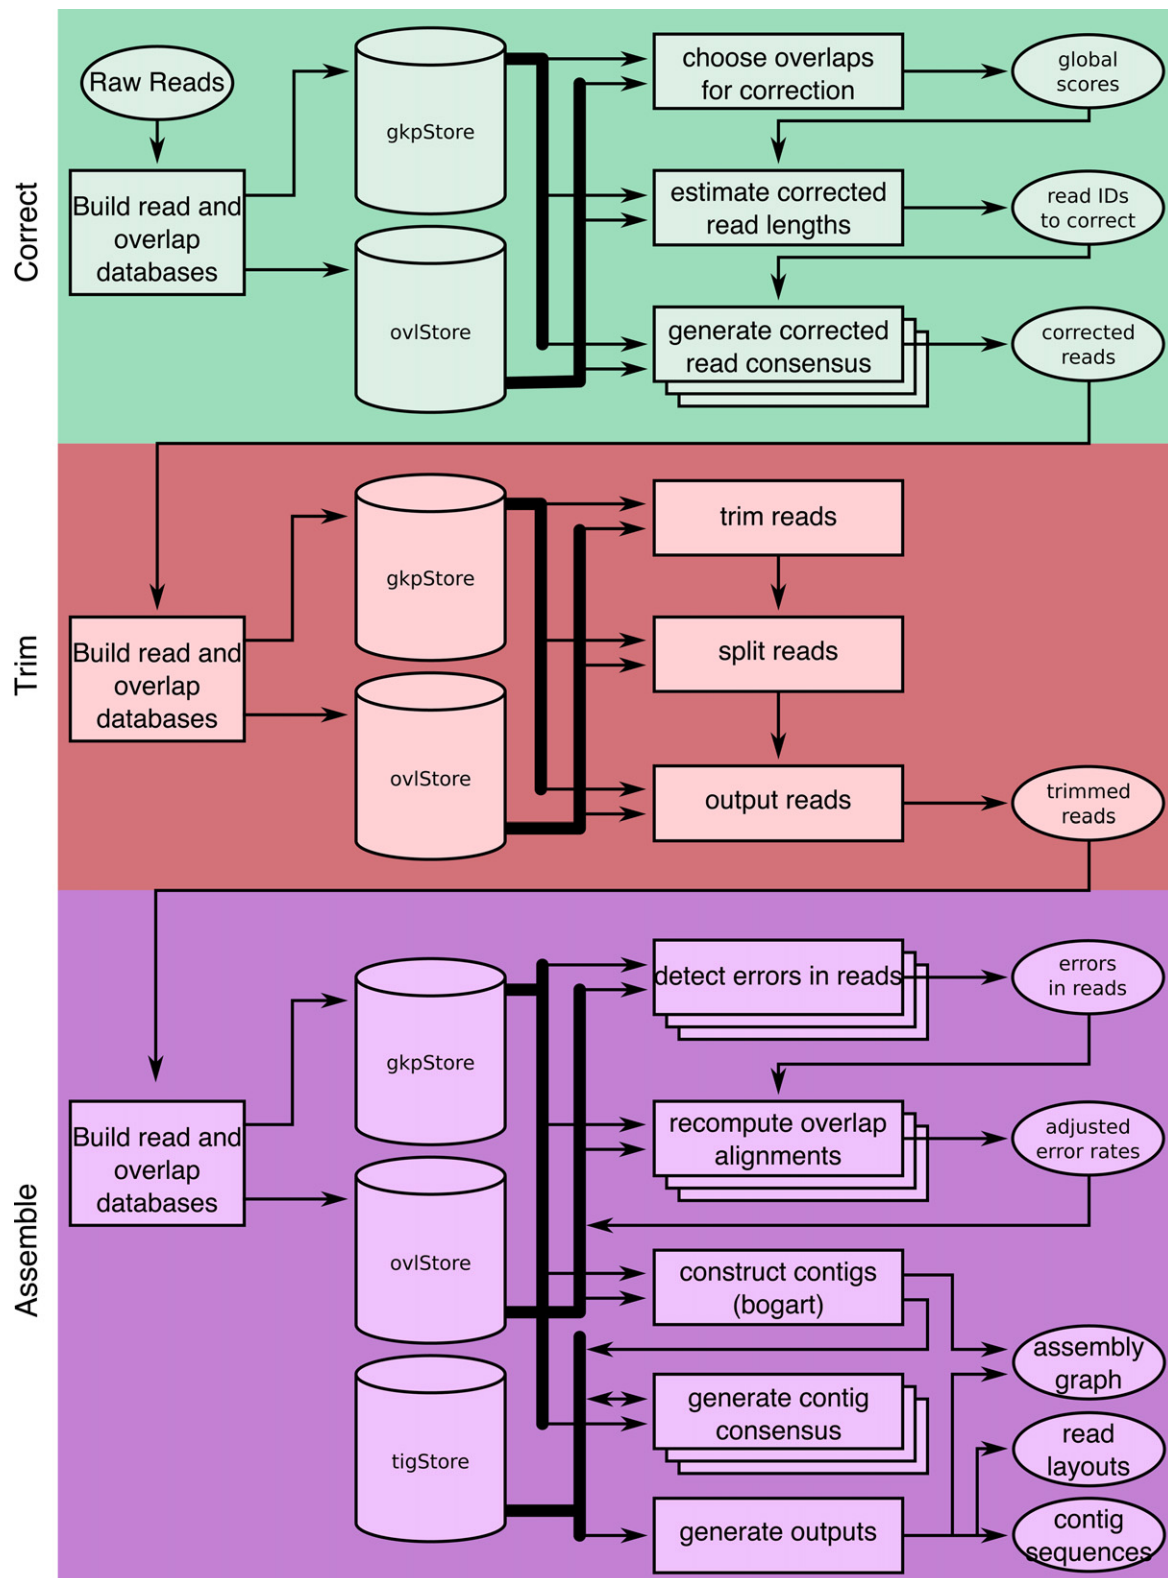 Correct
Raw Reads
Build read and
overlap
databases
gkpStore
ovlStore
choose overlaps
for correction
global
scores
estimate corrected
read lengths
read IDs
to correct
generate corrected
read consensus
corrected
reads
Trim
Build read and
overlap
databases
gkpStore
ovlStore
trim reads
split reads
output reads
trimmed
reads
Assemble
Build read and
overlap
databases
gkpStore
ovlStore
tigStore
detect errors in reads
errors
in reads
recompute overlap
alignments
adjusted
error rates
construct contigs
(bogart)
assembly
graph
generate contig
consensus
read
layouts
generate outputs
contig
sequences